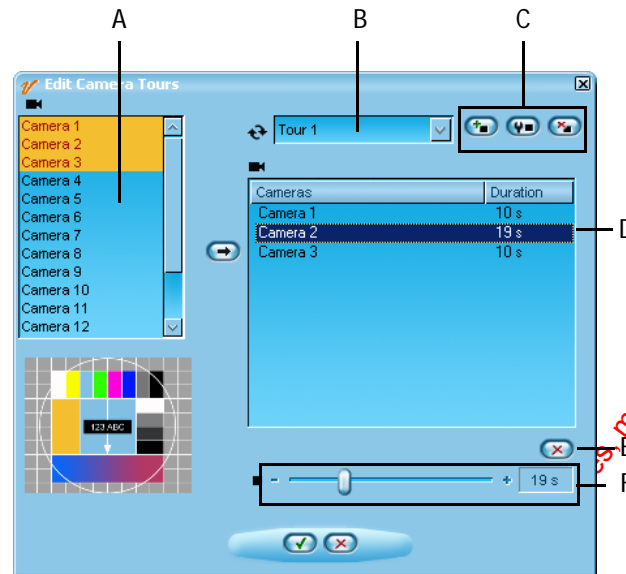 A B C
Edit Camera Tours
Camera 1
Camera 2
Camera 3
Camera 4
Camera 5
Camera 6
Camera 7
Camera 8
Camera 9
Camera 10
Camera 11
Camera 12
Tour 1
Cameras Duration
Camera 1 10 s
Camera 2 19 s
Camera 3 10 s
D
123 ABC
E
F
- + 19 s